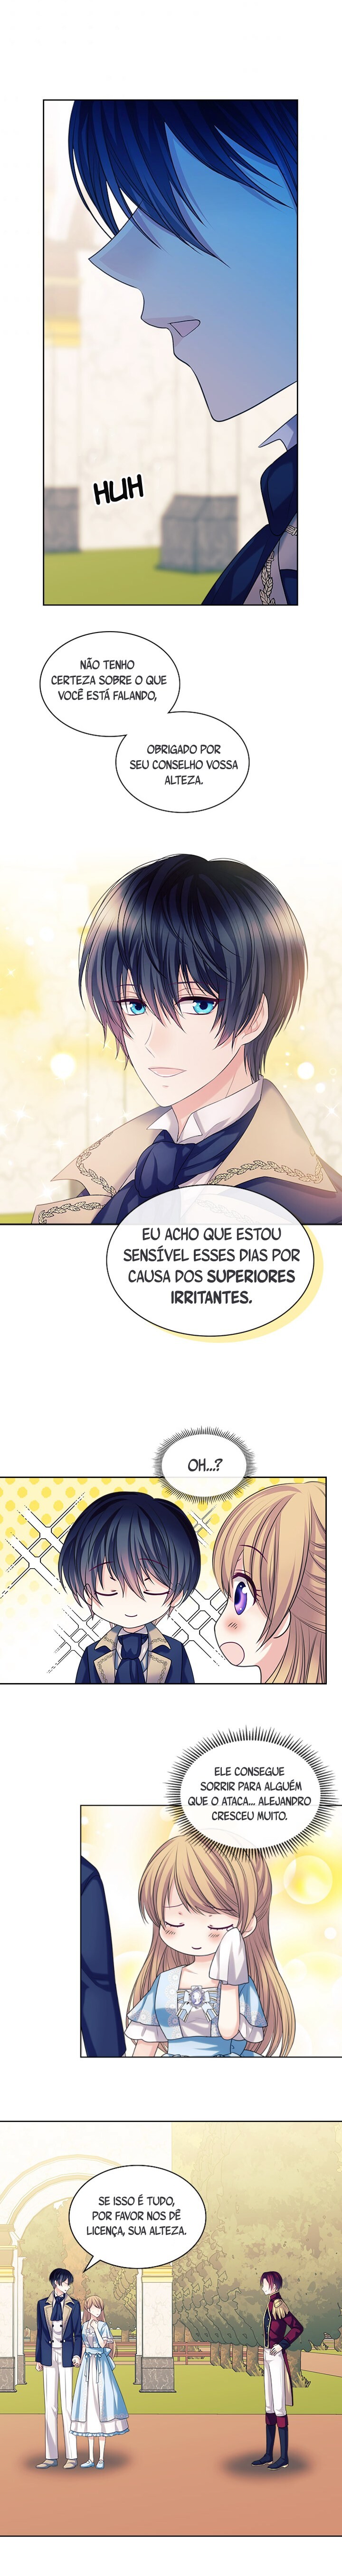 HUH
NÃO TENHO
CERTEZA SOBRE O QUE
VOCÊ ESTÁ FALANDO,
OBRIGADO POR
SEU CONSELHO VOSSA
ALTEZA.
EU ACHO QUE ESTOU
SENSÍVEL ESSES DIAS POR
CAUSA DOS SUPERIORES
IRRITANTES.
OH...?
ELE CONSEGUE
SORRIR PARA ALGUÉM
QUE O ATACA... ALEJANDRO
CRESCEU MUITO.
SE ISSO É TUDO,
POR FAVOR NOS DÊ
LICENÇA, SUA ALTEZA.